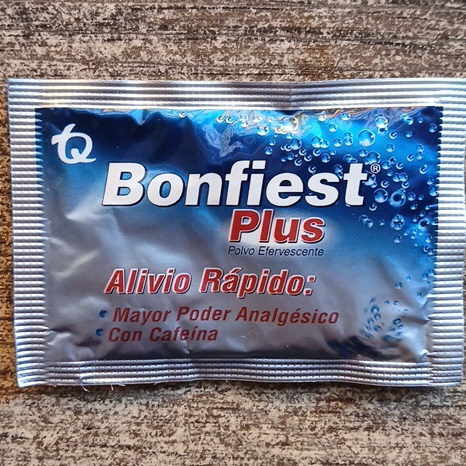 TQ
Bonfiest®
Plus
Polvo Efervescente
Alivio Rápido:
• Mayor Poder Analgésico
• Con Cafeína